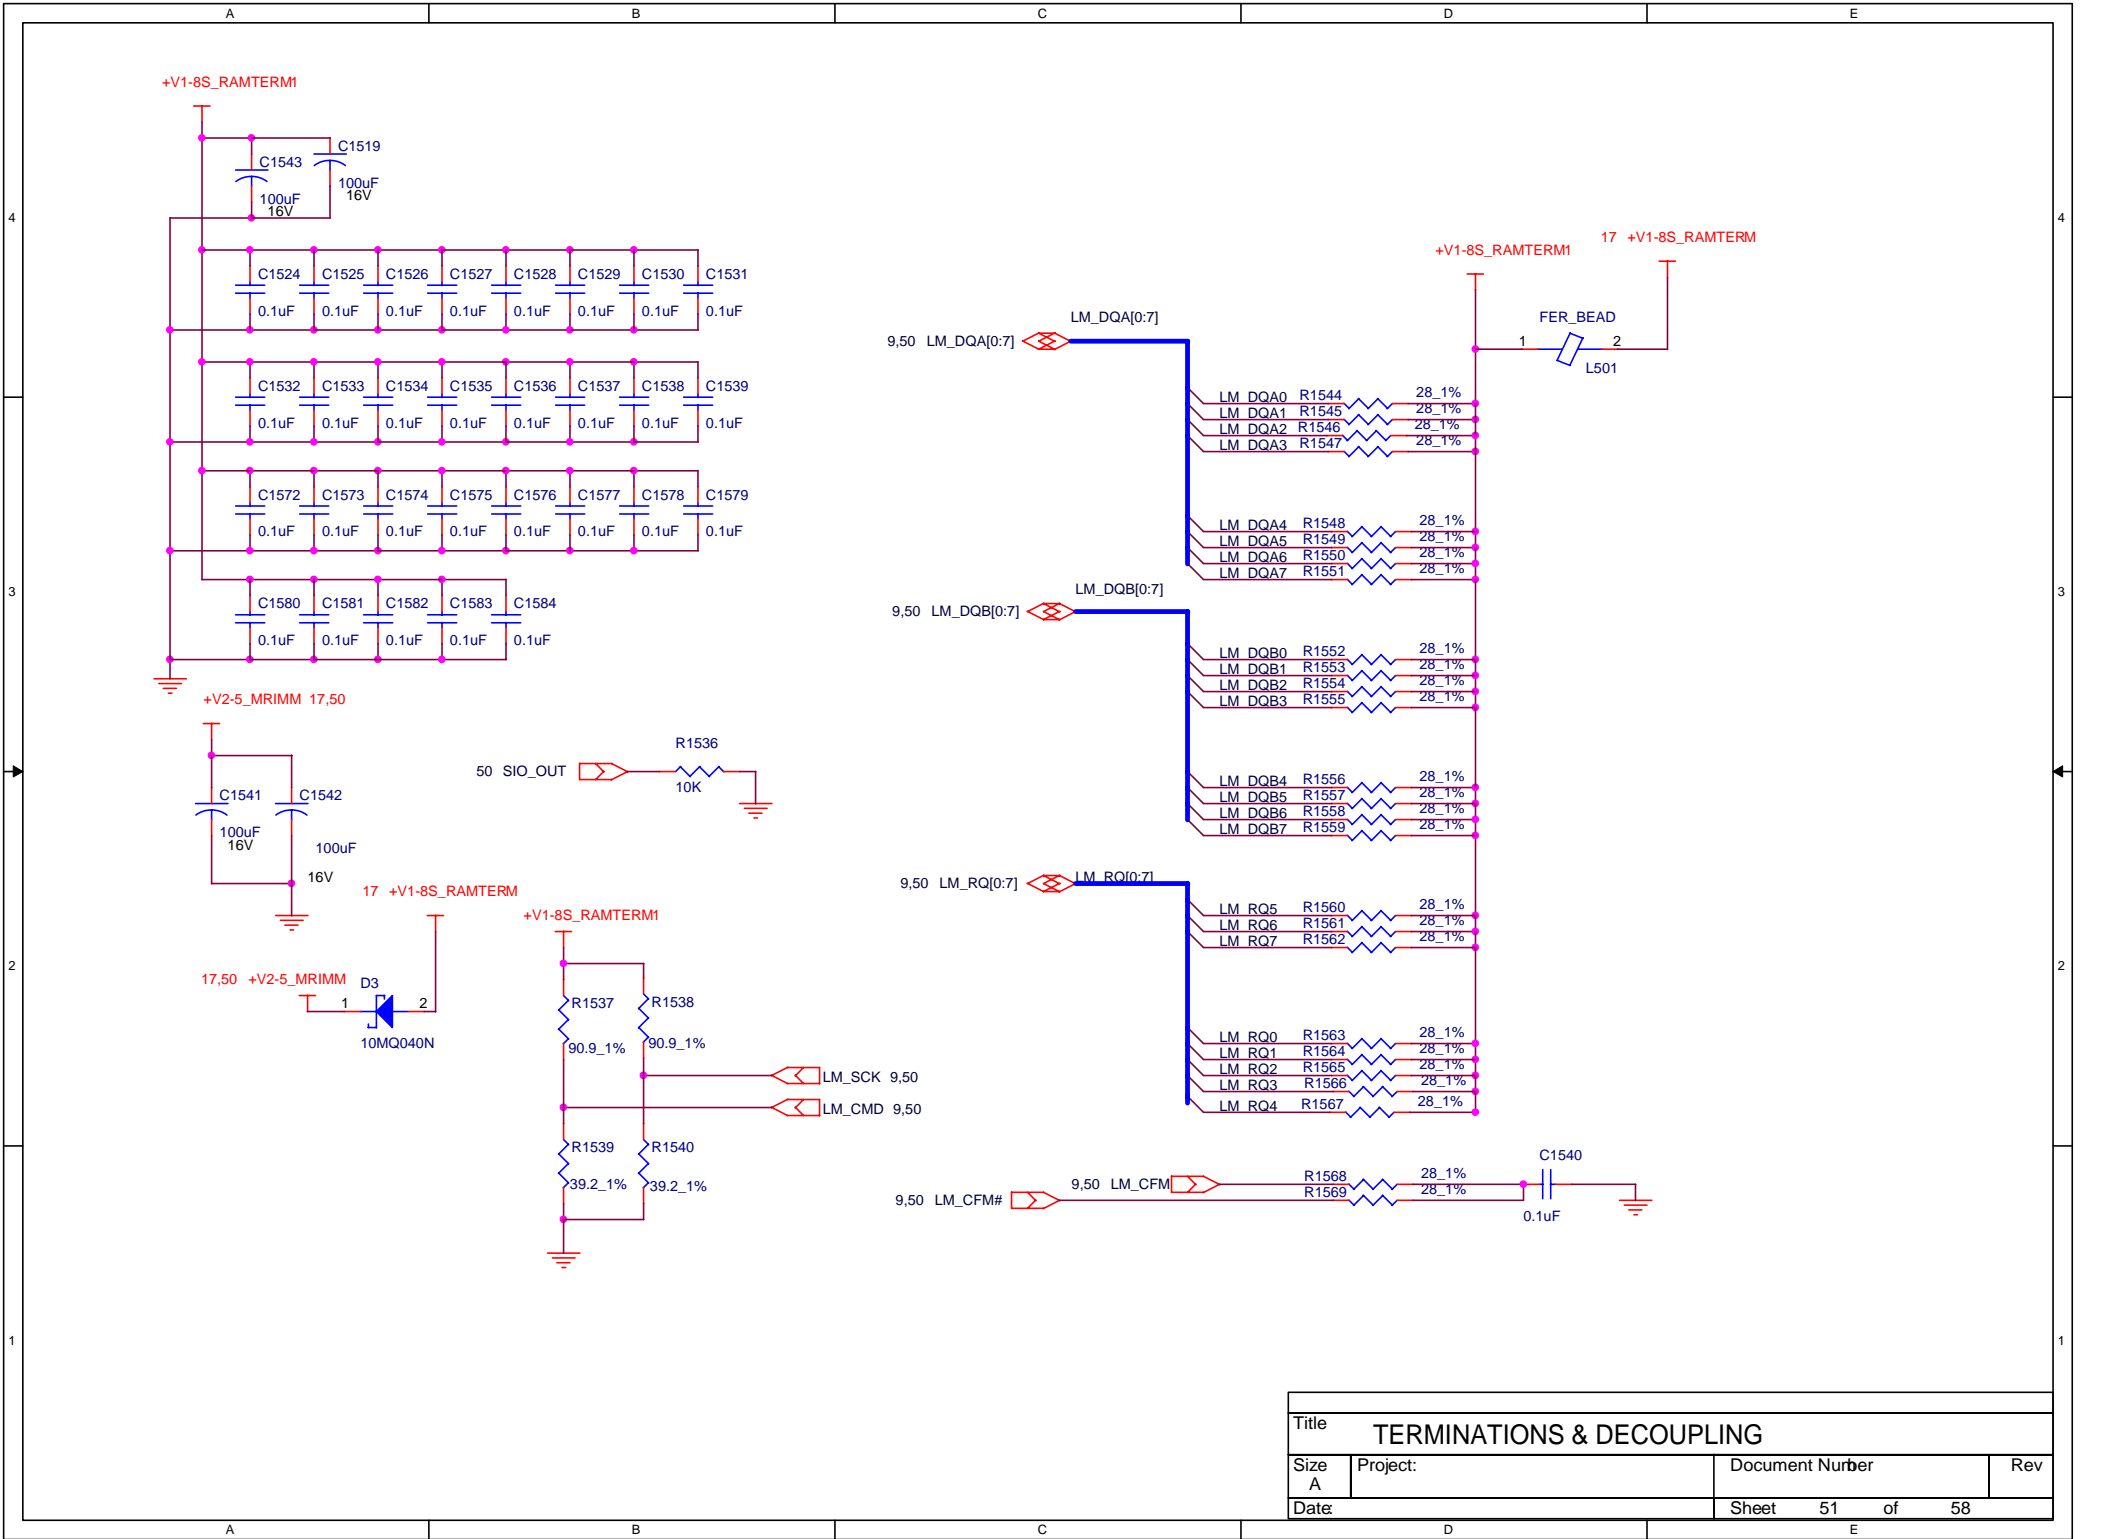 A B C D E
+V1-8S_RAMTERM1
C1543
100uF
16V
C1519
100uF
16V
4 4
C1524 C1525 C1526 C1527 C1528 C1529 C1530 C1531
0.1uF 0.1uF 0.1uF 0.1uF 0.1uF 0.1uF 0.1uF 0.1uF
C1532 C1533 C1534 C1535 C1536 C1537 C1538 C1539
0.1uF 0.1uF 0.1uF 0.1uF 0.1uF 0.1uF 0.1uF 0.1uF
C1572 C1573 C1574 C1575 C1576 C1577 C1578 C1579
0.1uF 0.1uF 0.1uF 0.1uF 0.1uF 0.1uF 0.1uF 0.1uF
C1580 C1581 C1582 C1583 C1584
0.1uF 0.1uF 0.1uF 0.1uF 0.1uF
3 3
+V2-5_MRIMM 17,50
C1541
100uF
16V
C1542
100uF
16V
50 SIO_OUT
R1536
10K
17 +V1-8S_RAMTERM
17,50 +V2-5_MRIMM
D3
1 2
10MQ040N
+V1-8S_RAMTERM1
R1537 R1538
90.9_1% 90.9_1%
LM_SCK 9,50
LM_CMD 9,50
R1539 R1540
39.2_1% 39.2_1%
2 2
+V1-8S_RAMTERM1
17 +V1-8S_RAMTERM
FER_BEAD
1 2
L501
LM_DQA[0:7]
9,50 LM_DQA[0:7]
LM_DQA0 R1544 28_1%
LM_DQA1 R1545 28_1%
LM_DQA2 R1546 28_1%
LM_DQA3 R1547 28_1%
LM_DQA4 R1548 28_1%
LM_DQA5 R1549 28_1%
LM_DQA6 R1550 28_1%
LM_DQA7 R1551 28_1%
LM_DQB[0:7]
9,50 LM_DQB[0:7]
LM_DQB0 R1552 28_1%
LM_DQB1 R1553 28_1%
LM_DQB2 R1554 28_1%
LM_DQB3 R1555 28_1%
LM_DQB4 R1556 28_1%
LM_DQB5 R1557 28_1%
LM_DQB6 R1558 28_1%
LM_DQB7 R1559 28_1%
9,50 LM_RQ[0:7] LM_RQ[0:7]
LM_RQ5 R1560 28_1%
LM_RQ6 R1561 28_1%
LM_RQ7 R1562 28_1%
LM_RQ0 R1563 28_1%
LM_RQ1 R1564 28_1%
LM_RQ2 R1565 28_1%
LM_RQ3 R1566 28_1%
LM_RQ4 R1567 28_1%
9,50 LM_CFM R1568 28_1%
9,50 LM_CFM# R1569 28_1%
C1540
0.1uF
1 1
Title TERMINATIONS & DECOUPLING
Size Project: Document Number Rev
A
Date: Sheet 51 of 58
A B C D E